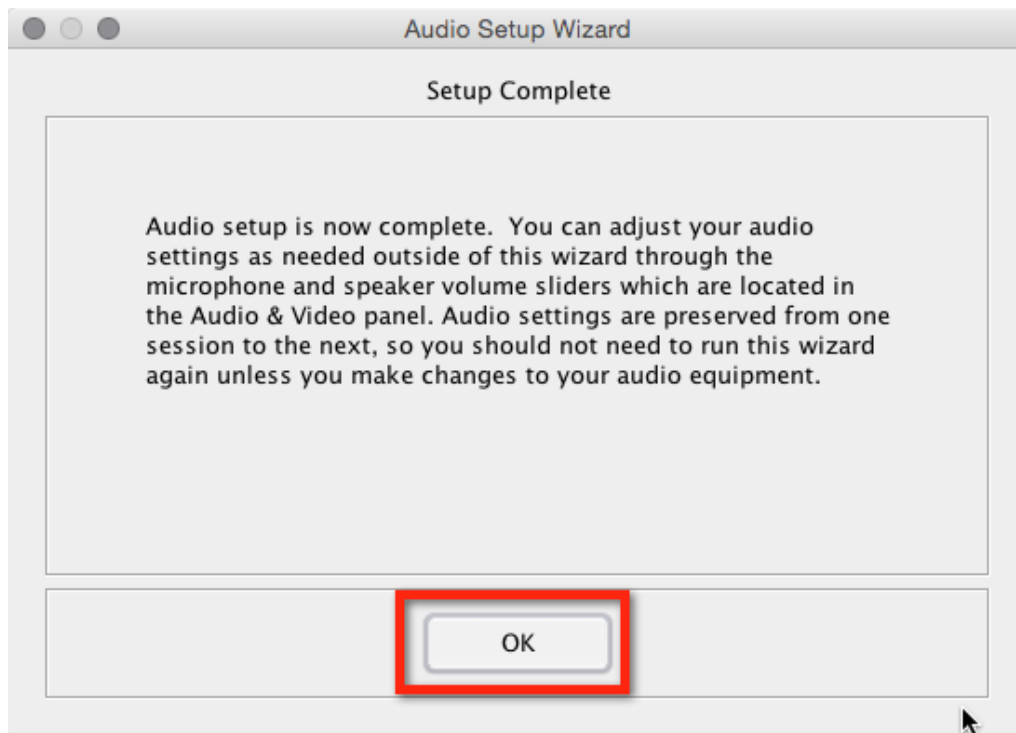 Audio Setup Wizard
Setup Complete
Audio setup is now complete.  You can adjust your audio
settings as needed outside of this wizard through the
microphone and speaker volume sliders which are located in
the Audio & Video panel. Audio settings are preserved from one
session to the next, so you should not need to run this wizard
again unless you make changes to your audio equipment.
OK